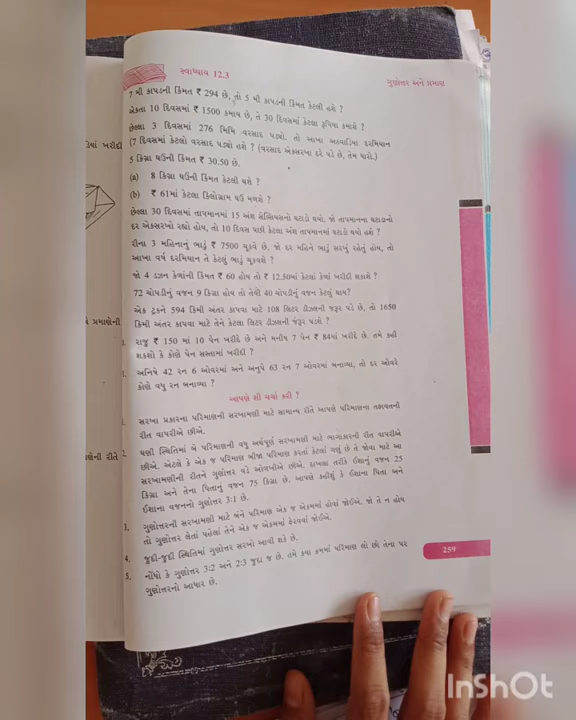 સ્વાધ્યાય 12.3
ગુણોત્તર અને પ્રમાણ
7 મી કાપડની કિંમત ₹ 294 છે, તો 5 મી કાપડની કિંમત કેટલી હશે ?
એકતા 10 દિવસમાં ₹ 1500 કમાય છે, તે 30 દિવસમાં કેટલા રૂપિયા કમાશે ?
છેલ્લા 3 દિવસમાં 276 મિમિ વરસાદ પડ્યો. તો આખા અઠવાડિયા દરમિયાન
(7 દિવસમાં કેટલો વરસાદ પડ્યો હશે ? (વરસાદ એકસરખા દરે પડે છે, તેમ ધારો.)
5 કિગ્રા ઘઉંની કિંમત ₹ 30.50 છે.
(a) 8 કિગ્રા ઘઉંની કિંમત કેટલી થશે ?
(b) ₹ 61માં કેટલા કિલોગ્રામ ઘઉં મળશે ?
છેલ્લા 30 દિવસમાં તાપમાનમાં 15 અંશ સેલ્સિયસનો ઘટાડો થયો. જો તાપમાનના ઘટાડાનો
દર એકસરખો રહ્યો હોય, તો 10 દિવસ પછી કેટલા અંશ તાપમાનમાં ઘટાડો થયો હશે ?
રીના 3 મહિનાનું ભાડું ₹ 7500 ચૂકવે છે, જો દર મહિને ભાડું સરખું રહેતું હોય, તો
આખા વર્ષ દરમિયાન તે કેટલું ભાડું ચૂકવશે ?
જો 4 ડઝન કેળાંની કિંમત ₹ 60 હોય તો ₹ 12.50માં કેટલાં કેળાં ખરીદી શકાશે ?
72 ચોપડીનું વજન 9 કિગ્રા હોય તો તેવી 40 ચોપડીનું વજન કેટલું થાય?
એક ટ્રકને 594 કિમી અંતર કાપવા માટે 108 લિટર ડીઝલની જરૂર પડે છે, તો 1650
કિમી અંતર કાપવા માટે તેને કેટલા લિટર ડીઝલની જરૂર પડશે ?
રાજુ ₹ 150 માં 10 પેન ખરીદે છે અને મનીષ 7 પેન ₹ 84માં ખરીદે છે. તમે કહી
શકશો કે કોણે પેન સસ્તામાં ખરીદી ?
અનિષે 42 રન 6 ઓવરમાં અને અનુપે 63 રન 7 ઓવરમાં બનાવ્યા, તો દર ઓવરે
કોણે વધુ રન બનાવ્યા ?
આપણે શી ચર્ચા કરી ?
1. સરખા પ્રકારના પરિમાણની સરખામણી માટે સામાન્ય રીતે આપણે પરિમાણના તફાવતની
રીત વાપરીએ છીએ.
2. ઘણી સ્થિતિમાં બે પરિમાણની વધુ અર્થપૂર્ણ સરખામણી માટે ભાગાકારની રીત વાપરીએ
છીએ. એટલે કે એક જ પરિમાણ બીજા પરિમાણ કરતાં કેટલાં ગણું છે તે જોવા માટે આ
સરખામણીની રીતને ગુણોત્તર વડે ઓળખીએ છીએ. દાખલા તરીકે ઈશાનું વજન 25
કિગ્રા અને તેના પિતાનું વજન 75 કિગ્રા છે. આપણે કહીશું કે ઈશાના પિતા અને
ઈશાના વજનનો ગુણોત્તર 3:1 છે.
3. ગુણોત્તરની સરખામણી માટે બંને પરિમાણ એક જ એકમમાં હોવાં જોઈએ. જો તે ન હોય
તો ગુણોત્તર લેતાં પહેલાં તેને એક જ એકમમાં ફેરવવાં જોઈએ.
4. જુદી-જુદી સ્થિતિમાં ગુણોત્તર સરખો આવી શકે છે.
5. નોંધો કે ગુણોત્તર 3:2 અને 2:3 જુદા જ છે. તમે કયા ક્રમમાં પરિમાણ લો છો તેના પર
ગુણોત્તરનો આધાર છે.
259
InShOt